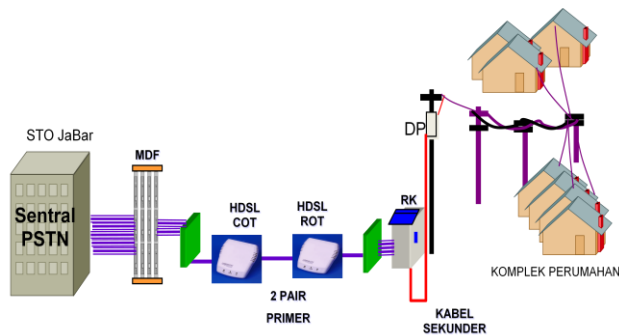 STO JaBar
MDF
Sentral
PSTN
HDSL
COT
HDSL
ROT
2 PAIR
PRIMER
RK
DP
KABEL
SEKUNDER
KOMPLEK PERUMAHAN